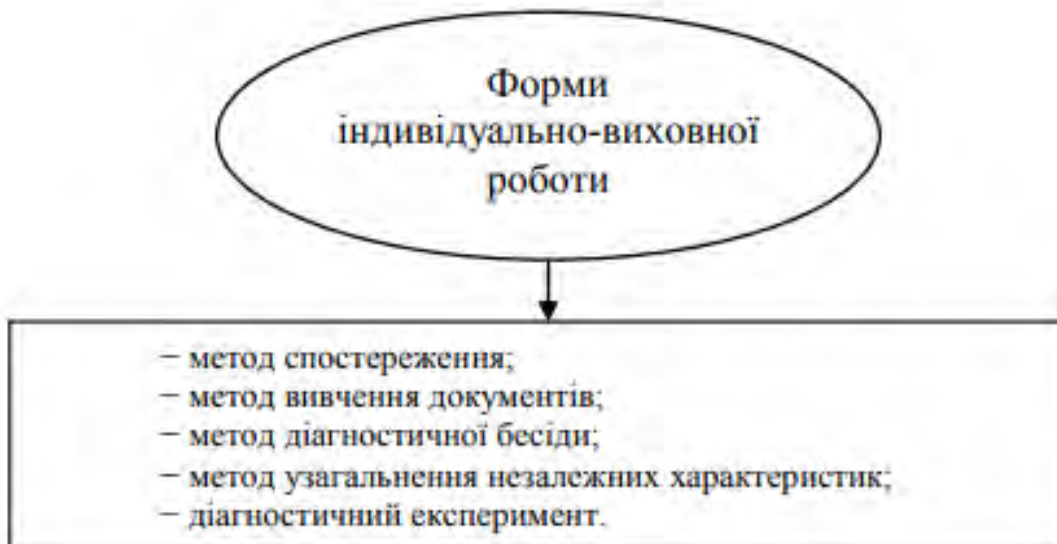 Форми
індивідуально-виховної
роботи
− метод спостереження;
− метод вивчення документів;
− метод діагностичної бесіди;
− метод узагальнення незалежних характеристик;
− діагностичний експеримент.